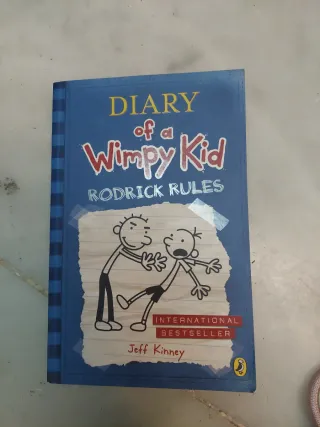 DIARY
of a
Wimpy Kid
RODRICK RULES
INTERNATIONAL
BESTSELLER
Jeff Kinney